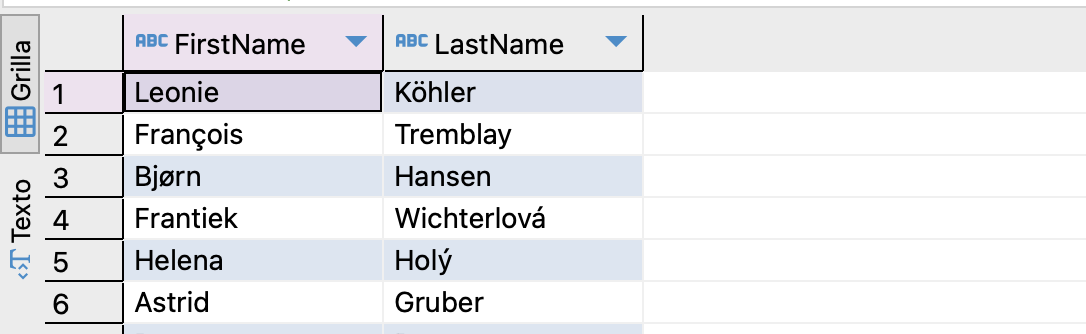 Grilla
Texto
ABC FirstName ABC LastName
1 Leonie Köhler
2 François Tremblay
3 Bjørn Hansen
4 Frantiek Wichterlová
5 Helena Holý
6 Astrid Gruber